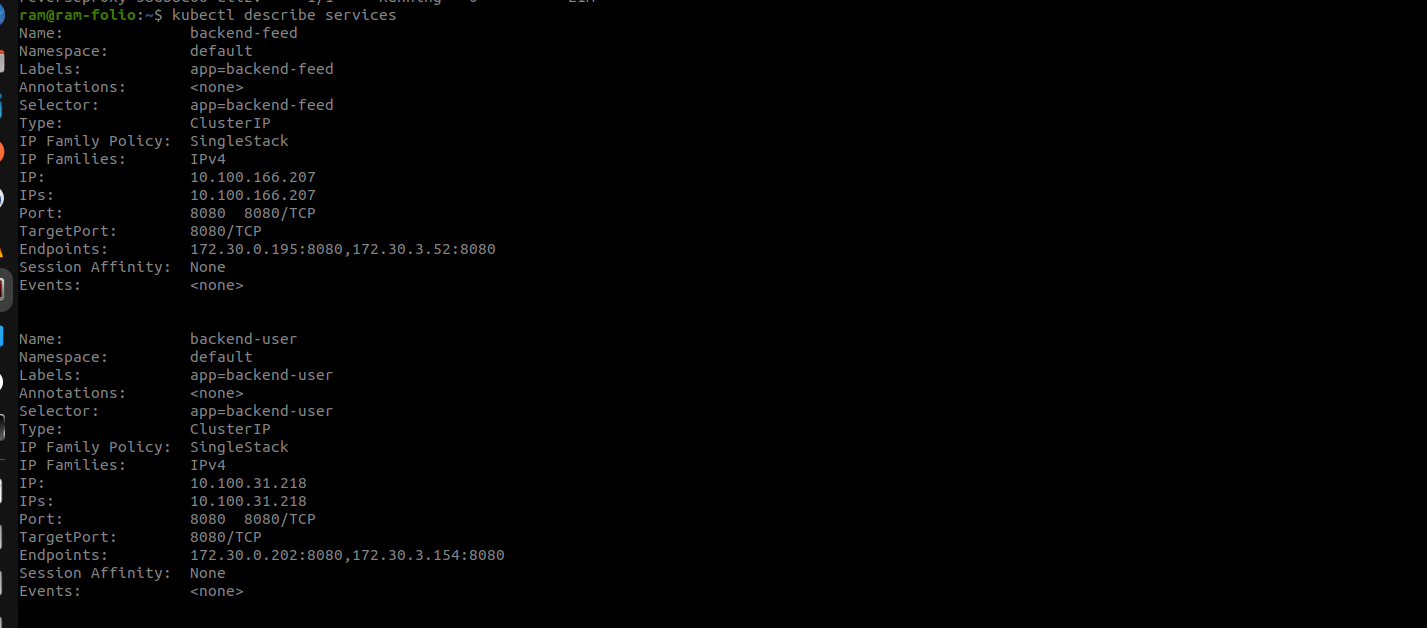 ram@ram-folio:~$ kubectl describe services
Name:              backend-feed
Namespace:         default
Labels:            app=backend-feed
Annotations:       <none>
Selector:          app=backend-feed
Type:              ClusterIP
IP Family Policy:  SingleStack
IP Families:       IPv4
IP:                10.100.166.207
IPs:               10.100.166.207
Port:              8080  8080/TCP
TargetPort:        8080/TCP
Endpoints:         172.30.0.195:8080,172.30.3.52:8080
Session Affinity:  None
Events:            <none>
Name:              backend-user
Namespace:         default
Labels:            app=backend-user
Annotations:       <none>
Selector:          app=backend-user
Type:              ClusterIP
IP Family Policy:  SingleStack
IP Families:       IPv4
IP:                10.100.31.218
IPs:               10.100.31.218
Port:              8080  8080/TCP
TargetPort:        8080/TCP
Endpoints:         172.30.0.202:8080,172.30.3.154:8080
Session Affinity:  None
Events:            <none>